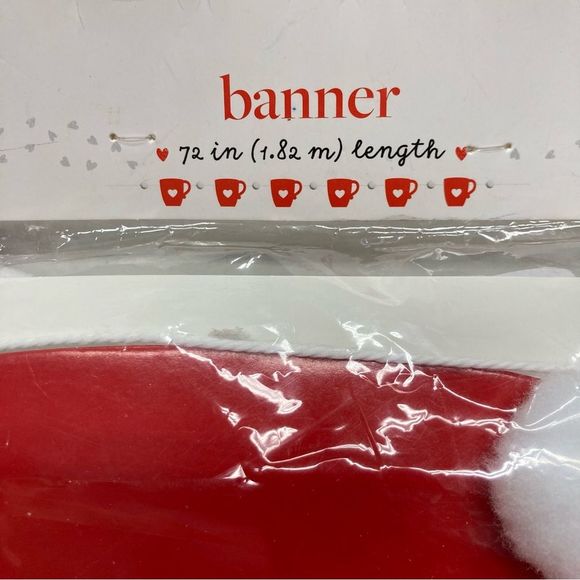 banner
72 in (1.82 m) length